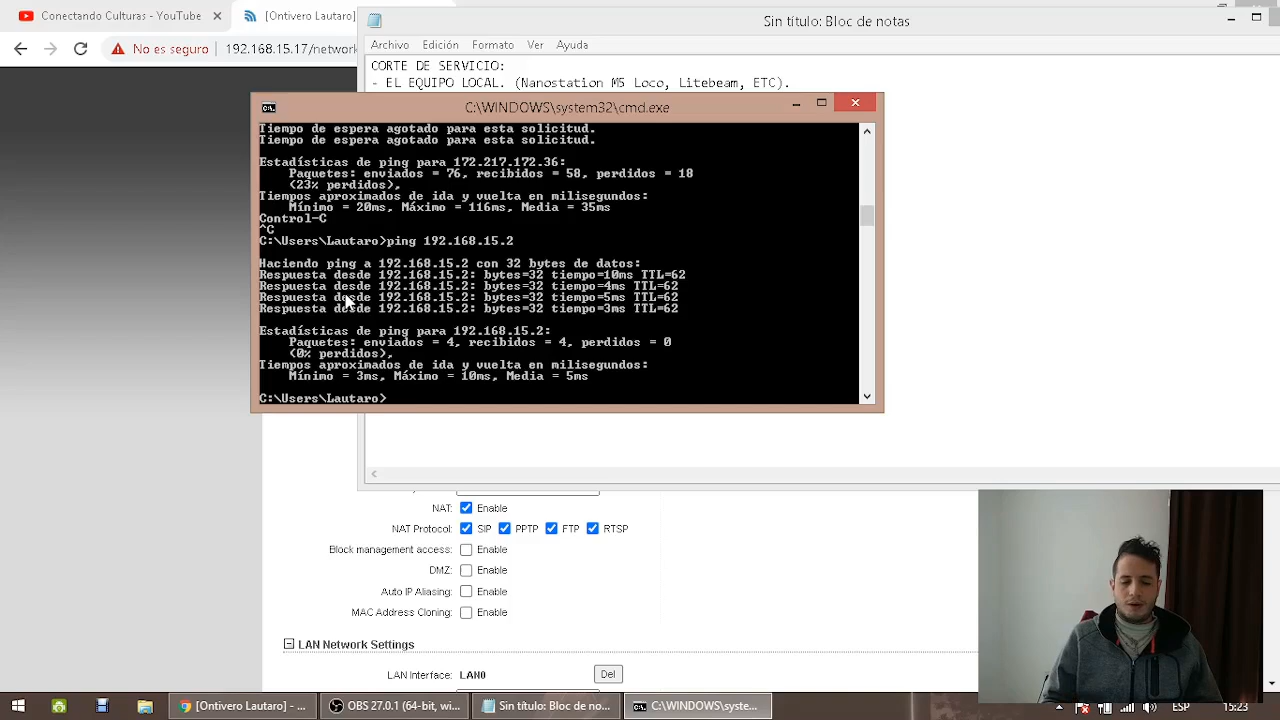 Conectarandonos - YouTube
[Ontivero Lautaro]
Sin título: Bloc de notas
No es seguro
192.168.15.17/network
Archivo Edición Formato Ver Ayuda
CORTE DE SERVICIO:
- EL EQUIPO LOCAL. (Nanostation M5 Loco, Litebeam, ETC).
C:\WINDOWS\system32\cmd.exe
Tiempo de espera agotado para esta solicitud.
Tiempo de espera agotado para esta solicitud.
Estadísticas de ping para 172.217.172.36:
Paquetes: enviados = 76, recibidos = 58, perdidos = 18
(23% perdidos),
Tiempos aproximados de ida y vuelta en milisegundos:
Mínimo = 20ms, Máximo = 116ms, Media = 35ms
Control-C
^C
C:\Users\Lautaro>ping 192.168.15.2
Haciendo ping a 192.168.15.2 con 32 bytes de datos:
Respuesta desde 192.168.15.2: bytes=32 tiempo=10ms TTL=62
Respuesta desde 192.168.15.2: bytes=32 tiempo=4ms TTL=62
Respuesta desde 192.168.15.2: bytes=32 tiempo=5ms TTL=62
Respuesta desde 192.168.15.2: bytes=32 tiempo=3ms TTL=62
Estadísticas de ping para 192.168.15.2:
Paquetes: enviados = 4, recibidos = 4, perdidos = 0
(0% perdidos),
Tiempos aproximados de ida y vuelta en milisegundos:
Mínimo = 3ms, Máximo = 10ms, Media = 5ms
C:\Users\Lautaro>
NAT: Enable
NAT Protocol: SIP PPTP FTP RTSP
Block management access: Enable
DMZ: Enable
Auto IP Aliasing: Enable
MAC Address Cloning: Enable
LAN Network Settings
LAN Interface: LAN0 Del
[Ontivero Lautaro] - ...
OBS 27.0.1 (64-bit, wi...
Sin título: Bloc de no...
C:\WINDOWS\syste...
ESP
15:23